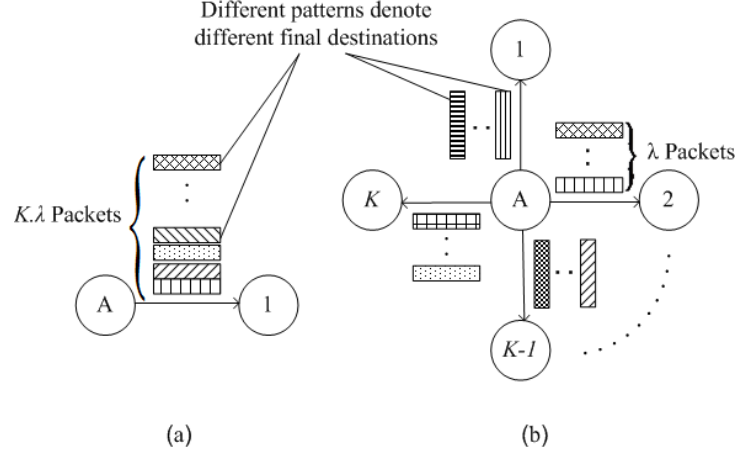 Different patterns denote
different final destinations
1
K.λ Packets
λ Packets
K
A
2
A
1
K-1
(a)
(b)